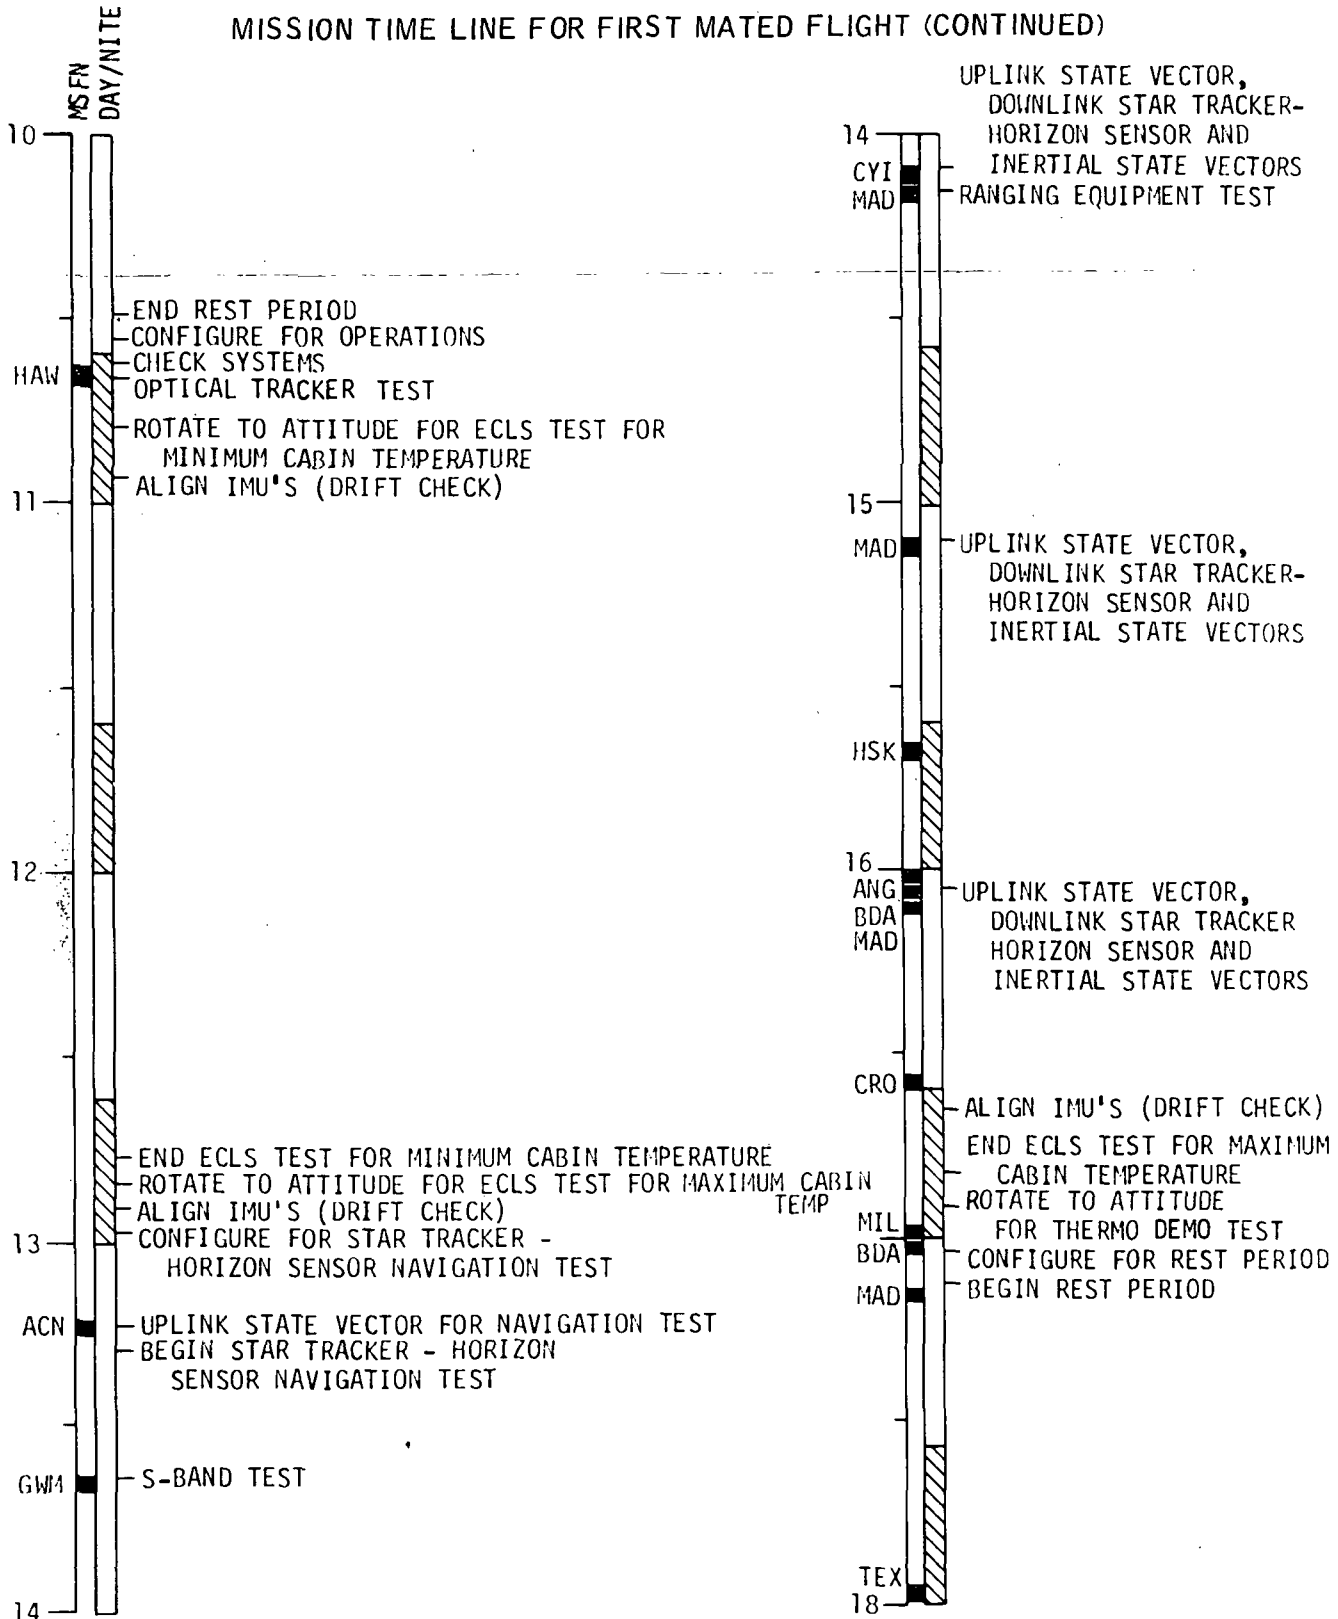 MISSION TIME LINE FOR FIRST MATED FLIGHT (CONTINUED)
MSFN
DAY/NITE
10
END REST PERIOD
CONFIGURE FOR OPERATIONS
CHECK SYSTEMS
HAW
OPTICAL TRACKER TEST
ROTATE TO ATTITUDE FOR ECLS TEST FOR
MINIMUM CABIN TEMPERATURE
ALIGN IMU'S (DRIFT CHECK)
11
12
END ECLS TEST FOR MINIMUM CABIN TEMPERATURE
ROTATE TO ATTITUDE FOR ECLS TEST FOR MAXIMUM CABIN
TEMP
ALIGN IMU'S (DRIFT CHECK)
CONFIGURE FOR STAR TRACKER -
13
HORIZON SENSOR NAVIGATION TEST
ACN
UPLINK STATE VECTOR FOR NAVIGATION TEST
BEGIN STAR TRACKER - HORIZON
SENSOR NAVIGATION TEST
GWM
S-BAND TEST
14
UPLINK STATE VECTOR,
DOWNLINK STAR TRACKER-
14
HORIZON SENSOR AND
INERTIAL STATE VECTORS
CYI
MAD
RANGING EQUIPMENT TEST
15
MAD
UPLINK STATE VECTOR,
DOWNLINK STAR TRACKER-
HORIZON SENSOR AND
INERTIAL STATE VECTORS
HSK
16
ANG
UPLINK STATE VECTOR,
BDA
DOWNLINK STAR TRACKER
MAD
HORIZON SENSOR AND
INERTIAL STATE VECTORS
CRO
ALIGN IMU'S (DRIFT CHECK)
END ECLS TEST FOR MAXIMUM
CABIN TEMPERATURE
ROTATE TO ATTITUDE
MIL
FOR THERMO DEMO TEST
BDA
CONFIGURE FOR REST PERIOD
MAD
BEGIN REST PERIOD
TEX
18